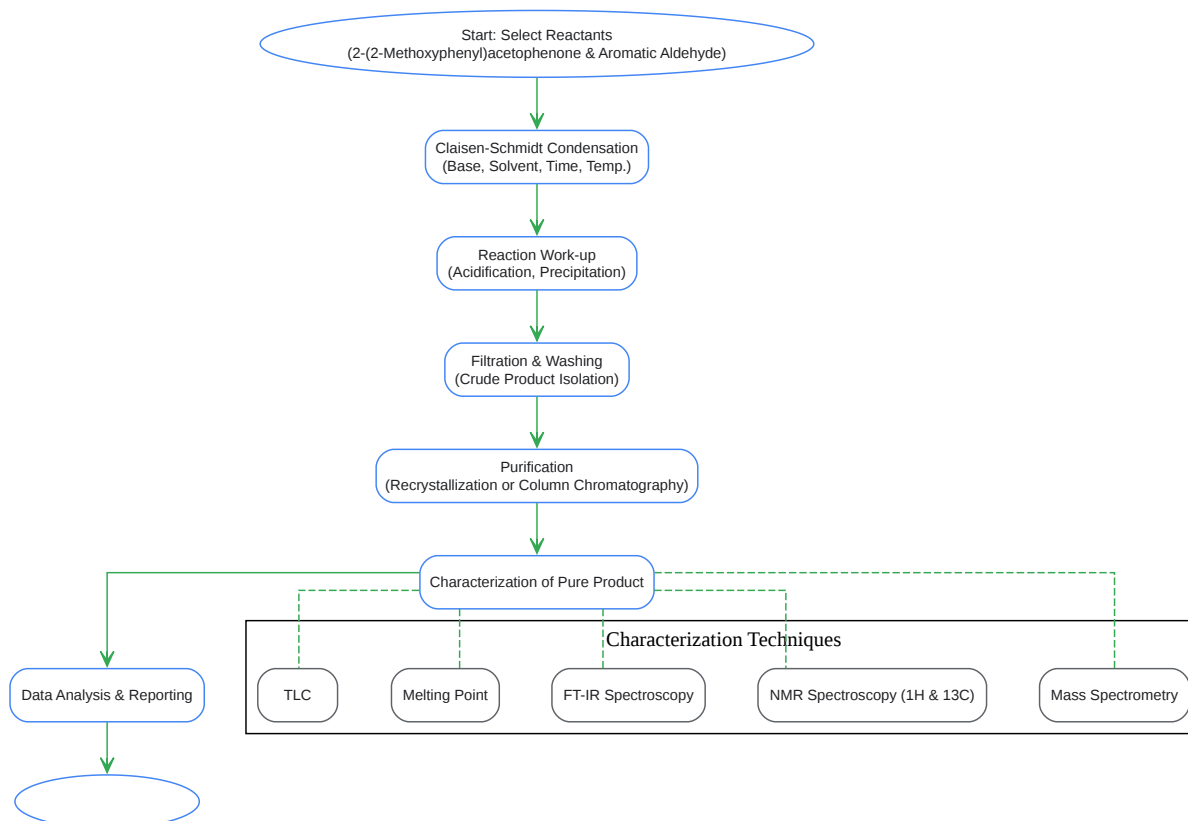 Start: Select Reactants
(2-(2-Methoxyphenyl)acetophenone & Aromatic Aldehyde)
Claisen-Schmidt Condensation
(Base, Solvent, Time, Temp.)
Reaction Work-up
(Acidification, Precipitation)
Filtration & Washing
(Crude Product Isolation)
Purification
(Recrystallization or Column Chromatography)
Characterization of Pure Product
Characterization Techniques
Data Analysis & Reporting
TLC
Melting Point
FT-IR Spectroscopy
NMR Spectroscopy (1H & 13C)
Mass Spectrometry